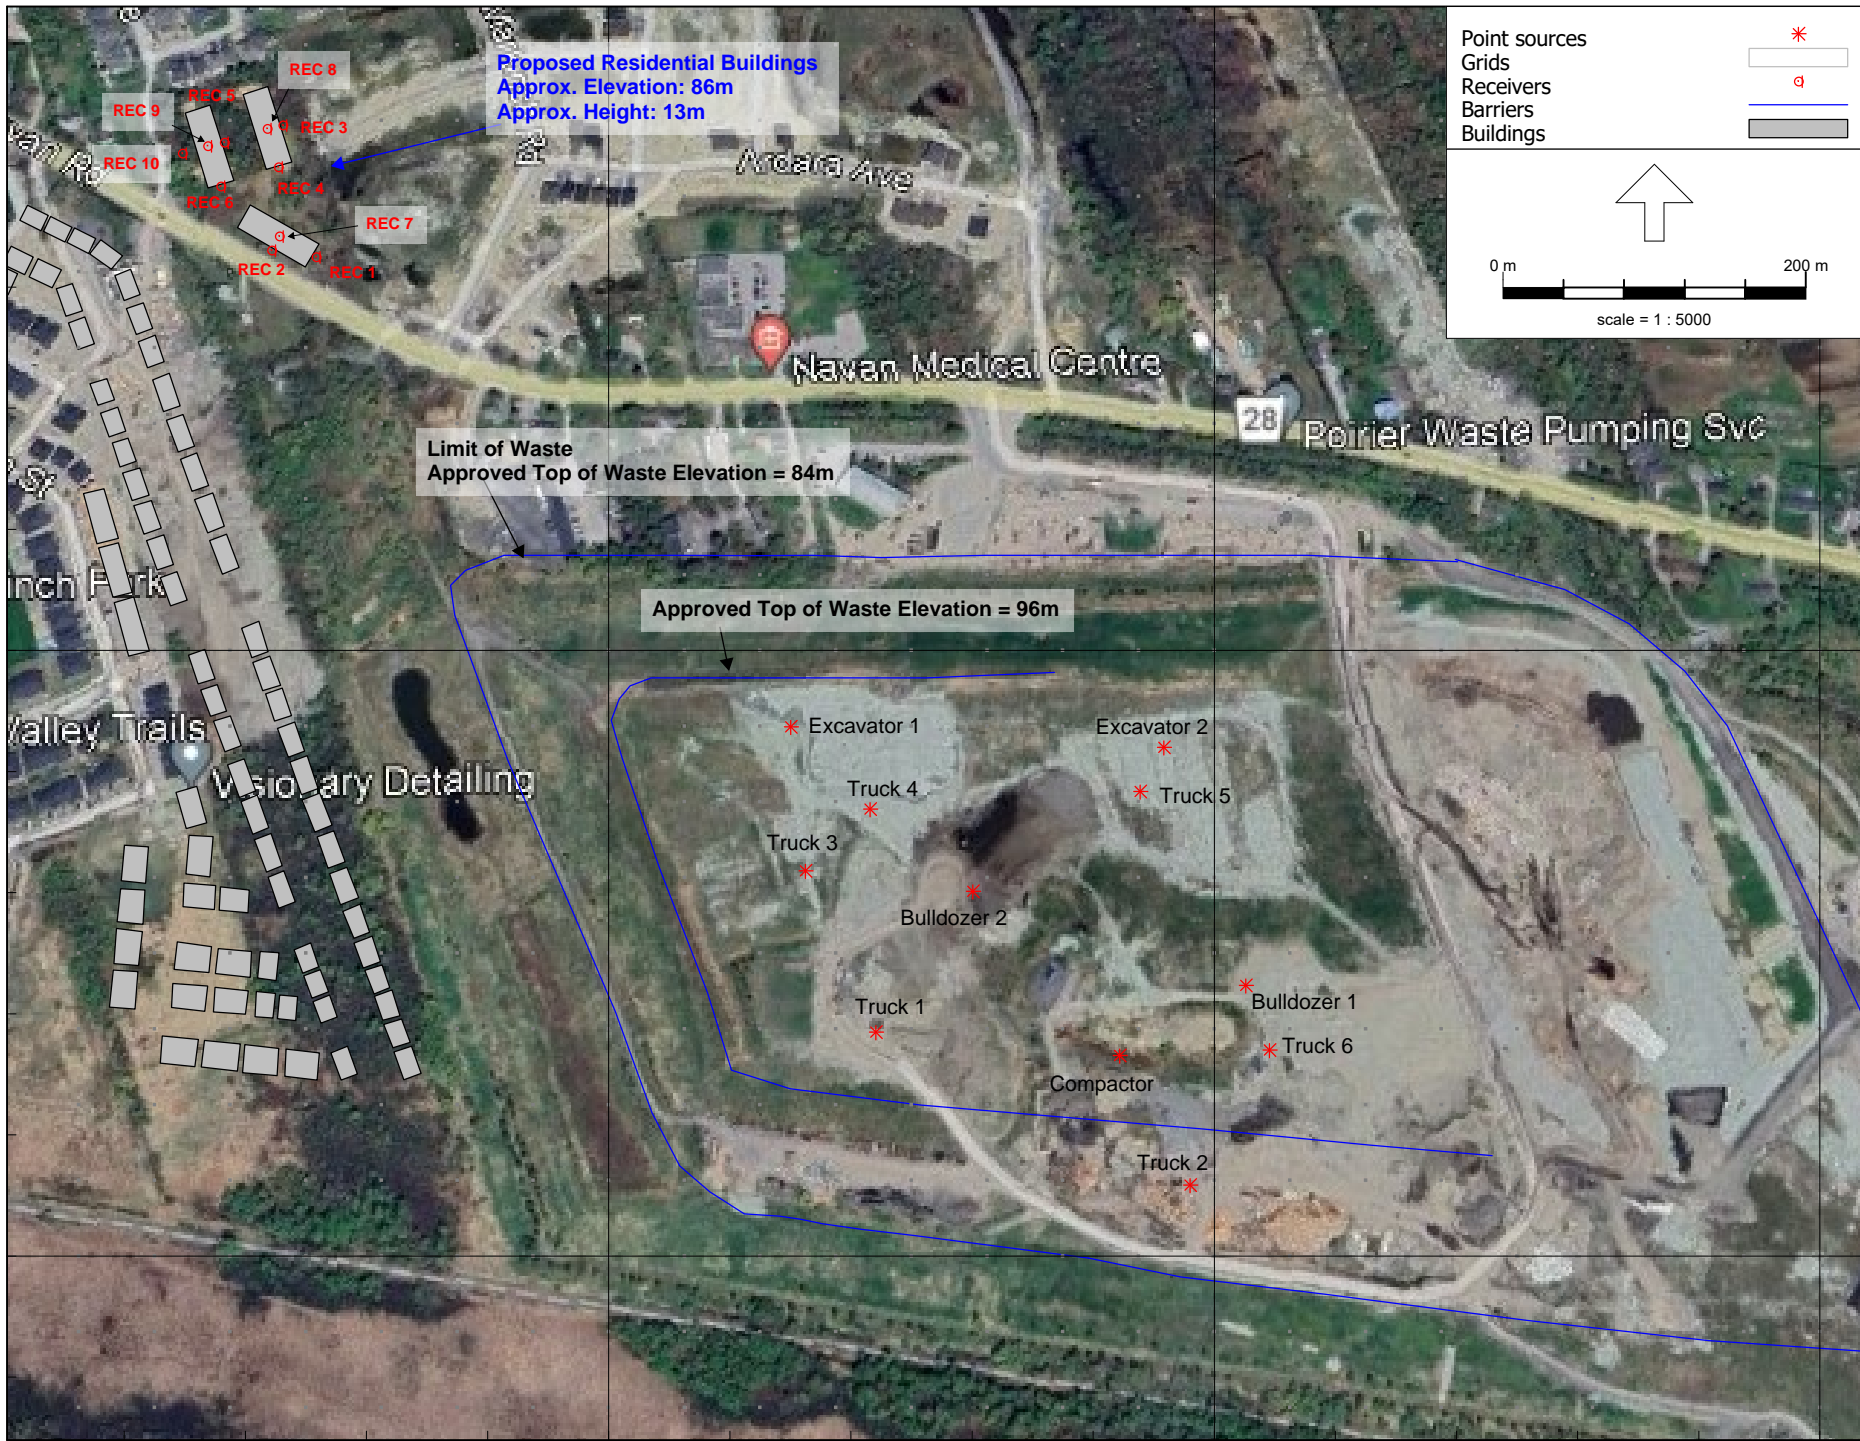 Point sources
Grids
Receivers
Barriers
Buildings
0 m 200 m
scale = 1 : 5000
Proposed Residential Buildings
Approx. Elevation: 86m
Approx. Height: 13m
REC 8
REC 5
REC 9
REC 3
REC 10
REC 4
REC 6
REC 7
REC 2
REC 1
Ardara Ave
Navan Medical Centre
28
Poirier Waste Pumping Svc
Limit of Waste
Approved Top of Waste Elevation = 84m
Approved Top of Waste Elevation = 96m
Valley Trails
Visionary Detailing
Excavator 1
Excavator 2
Truck 4
Truck 5
Truck 3
Bulldozer 2
Truck 1
Bulldozer 1
Truck 6
Compactor
Truck 2